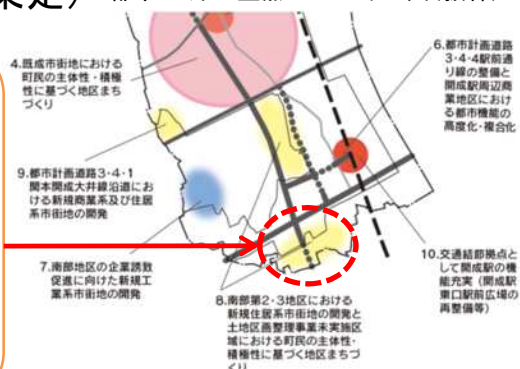 策定）
4.既成市街地における
町民の主体性・積極
性に基づく地区まち
づくり
6.都市計画道路
3・4・4駅前通
り線の整備と
開成駅周辺商
業地区におけ
る都市機能の
高度化・複合化
9.都市計画道路3・4・1
関本開成大井線沿道にお
ける新規商業系及び住居
系市街地の開発
7.南部地区の企業誘致
促進に向けた新規工
業系市街地の開発
10.交通結節拠点と
して開成駅の機
能充実（開成駅
東口駅前広場の
再整備等）
8.南部第2・3地区における
新規住居系市街地の開発と
土地区画整理事業未実施区
域における町民の主体性・
積極性に基づく地区まちづ
くり